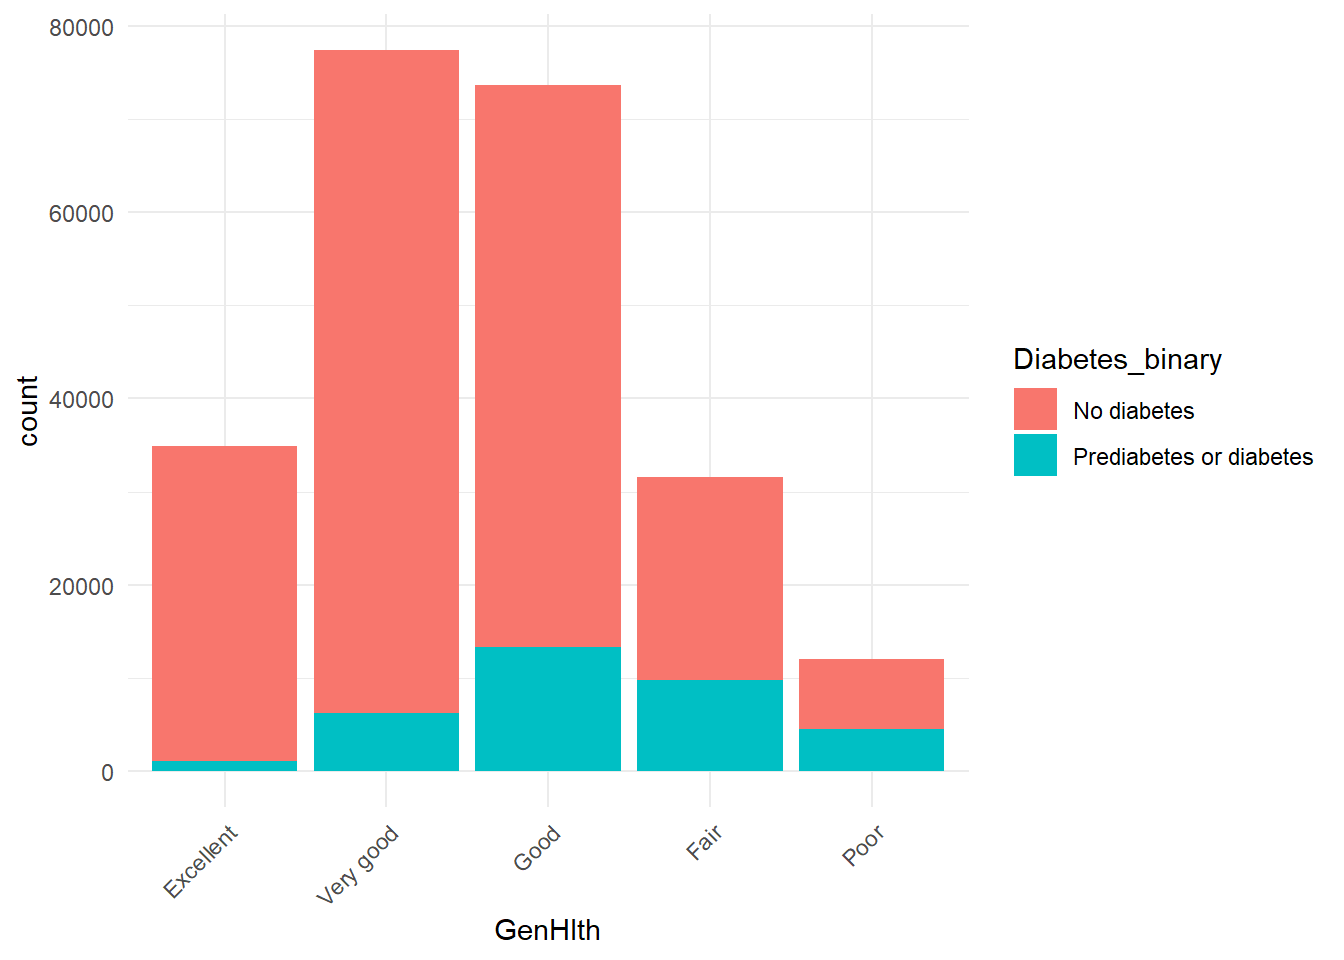 80000
60000
40000
20000
0
count
Excellent
Very good
Good
Fair
Poor
GenHlth
Diabetes_binary
No diabetes
Prediabetes or diabetes